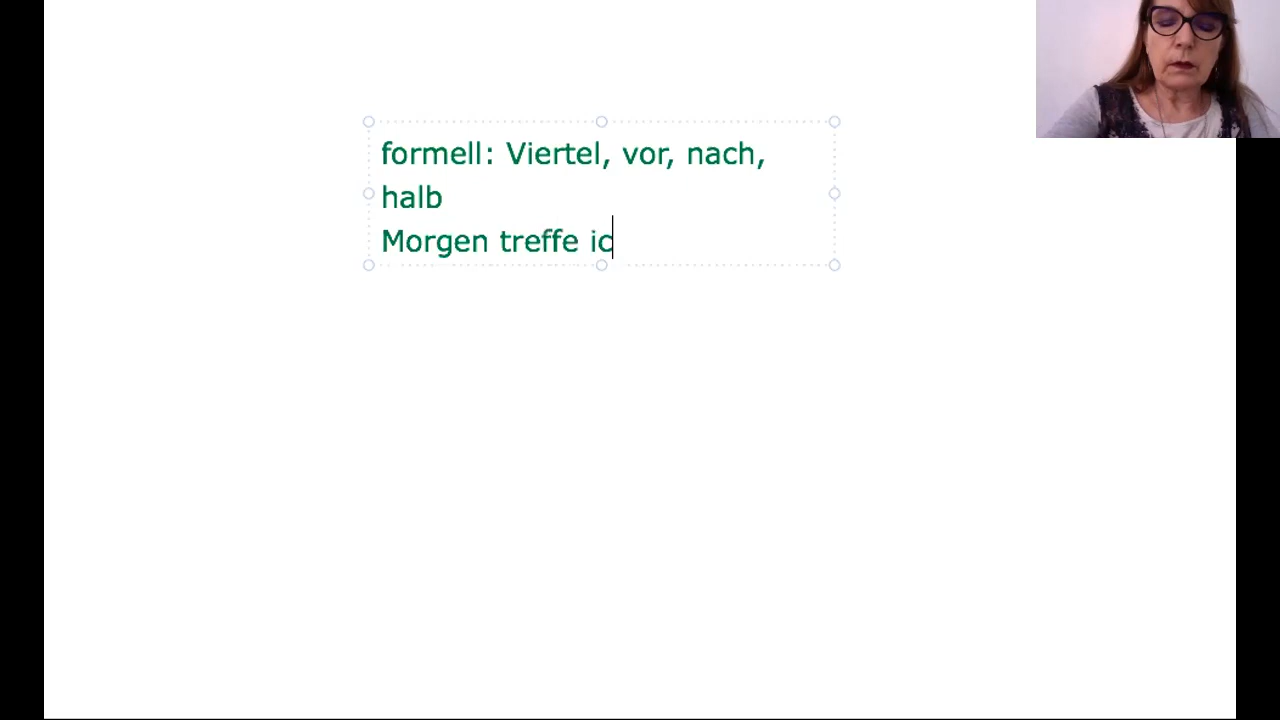 formell: Viertel, vor, nach,
halb
Morgen treffe ic